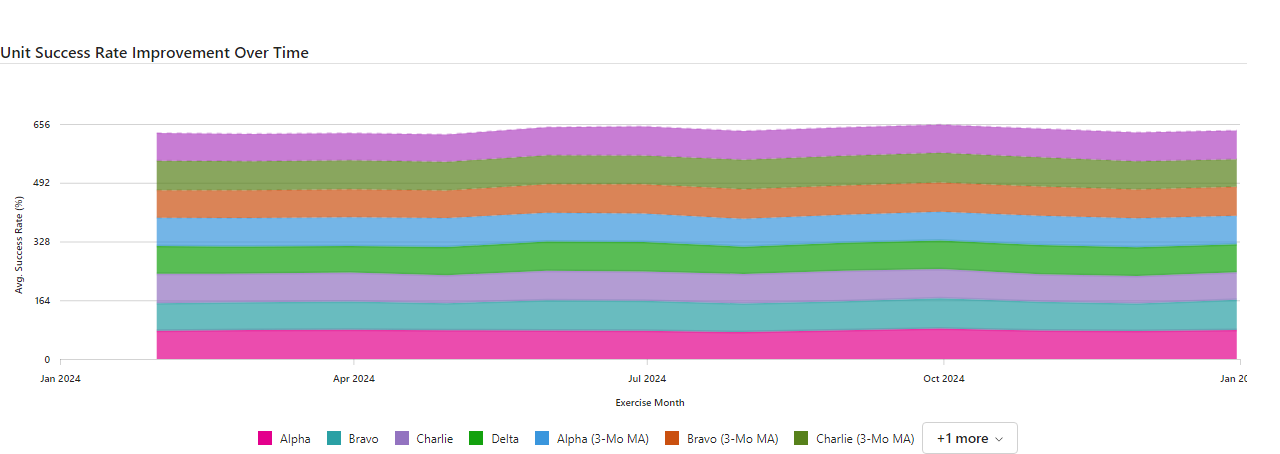 Unit Success Rate Improvement Over Time
656
492
328
164
0
Avg. Success Rate (%)
Jan 2024 Apr 2024 Jul 2024 Oct 2024 Jan 20
Exercise Month
Alpha Bravo Charlie Delta Alpha (3-Mo MA) Bravo (3-Mo MA) Charlie (3-Mo MA) +1 more